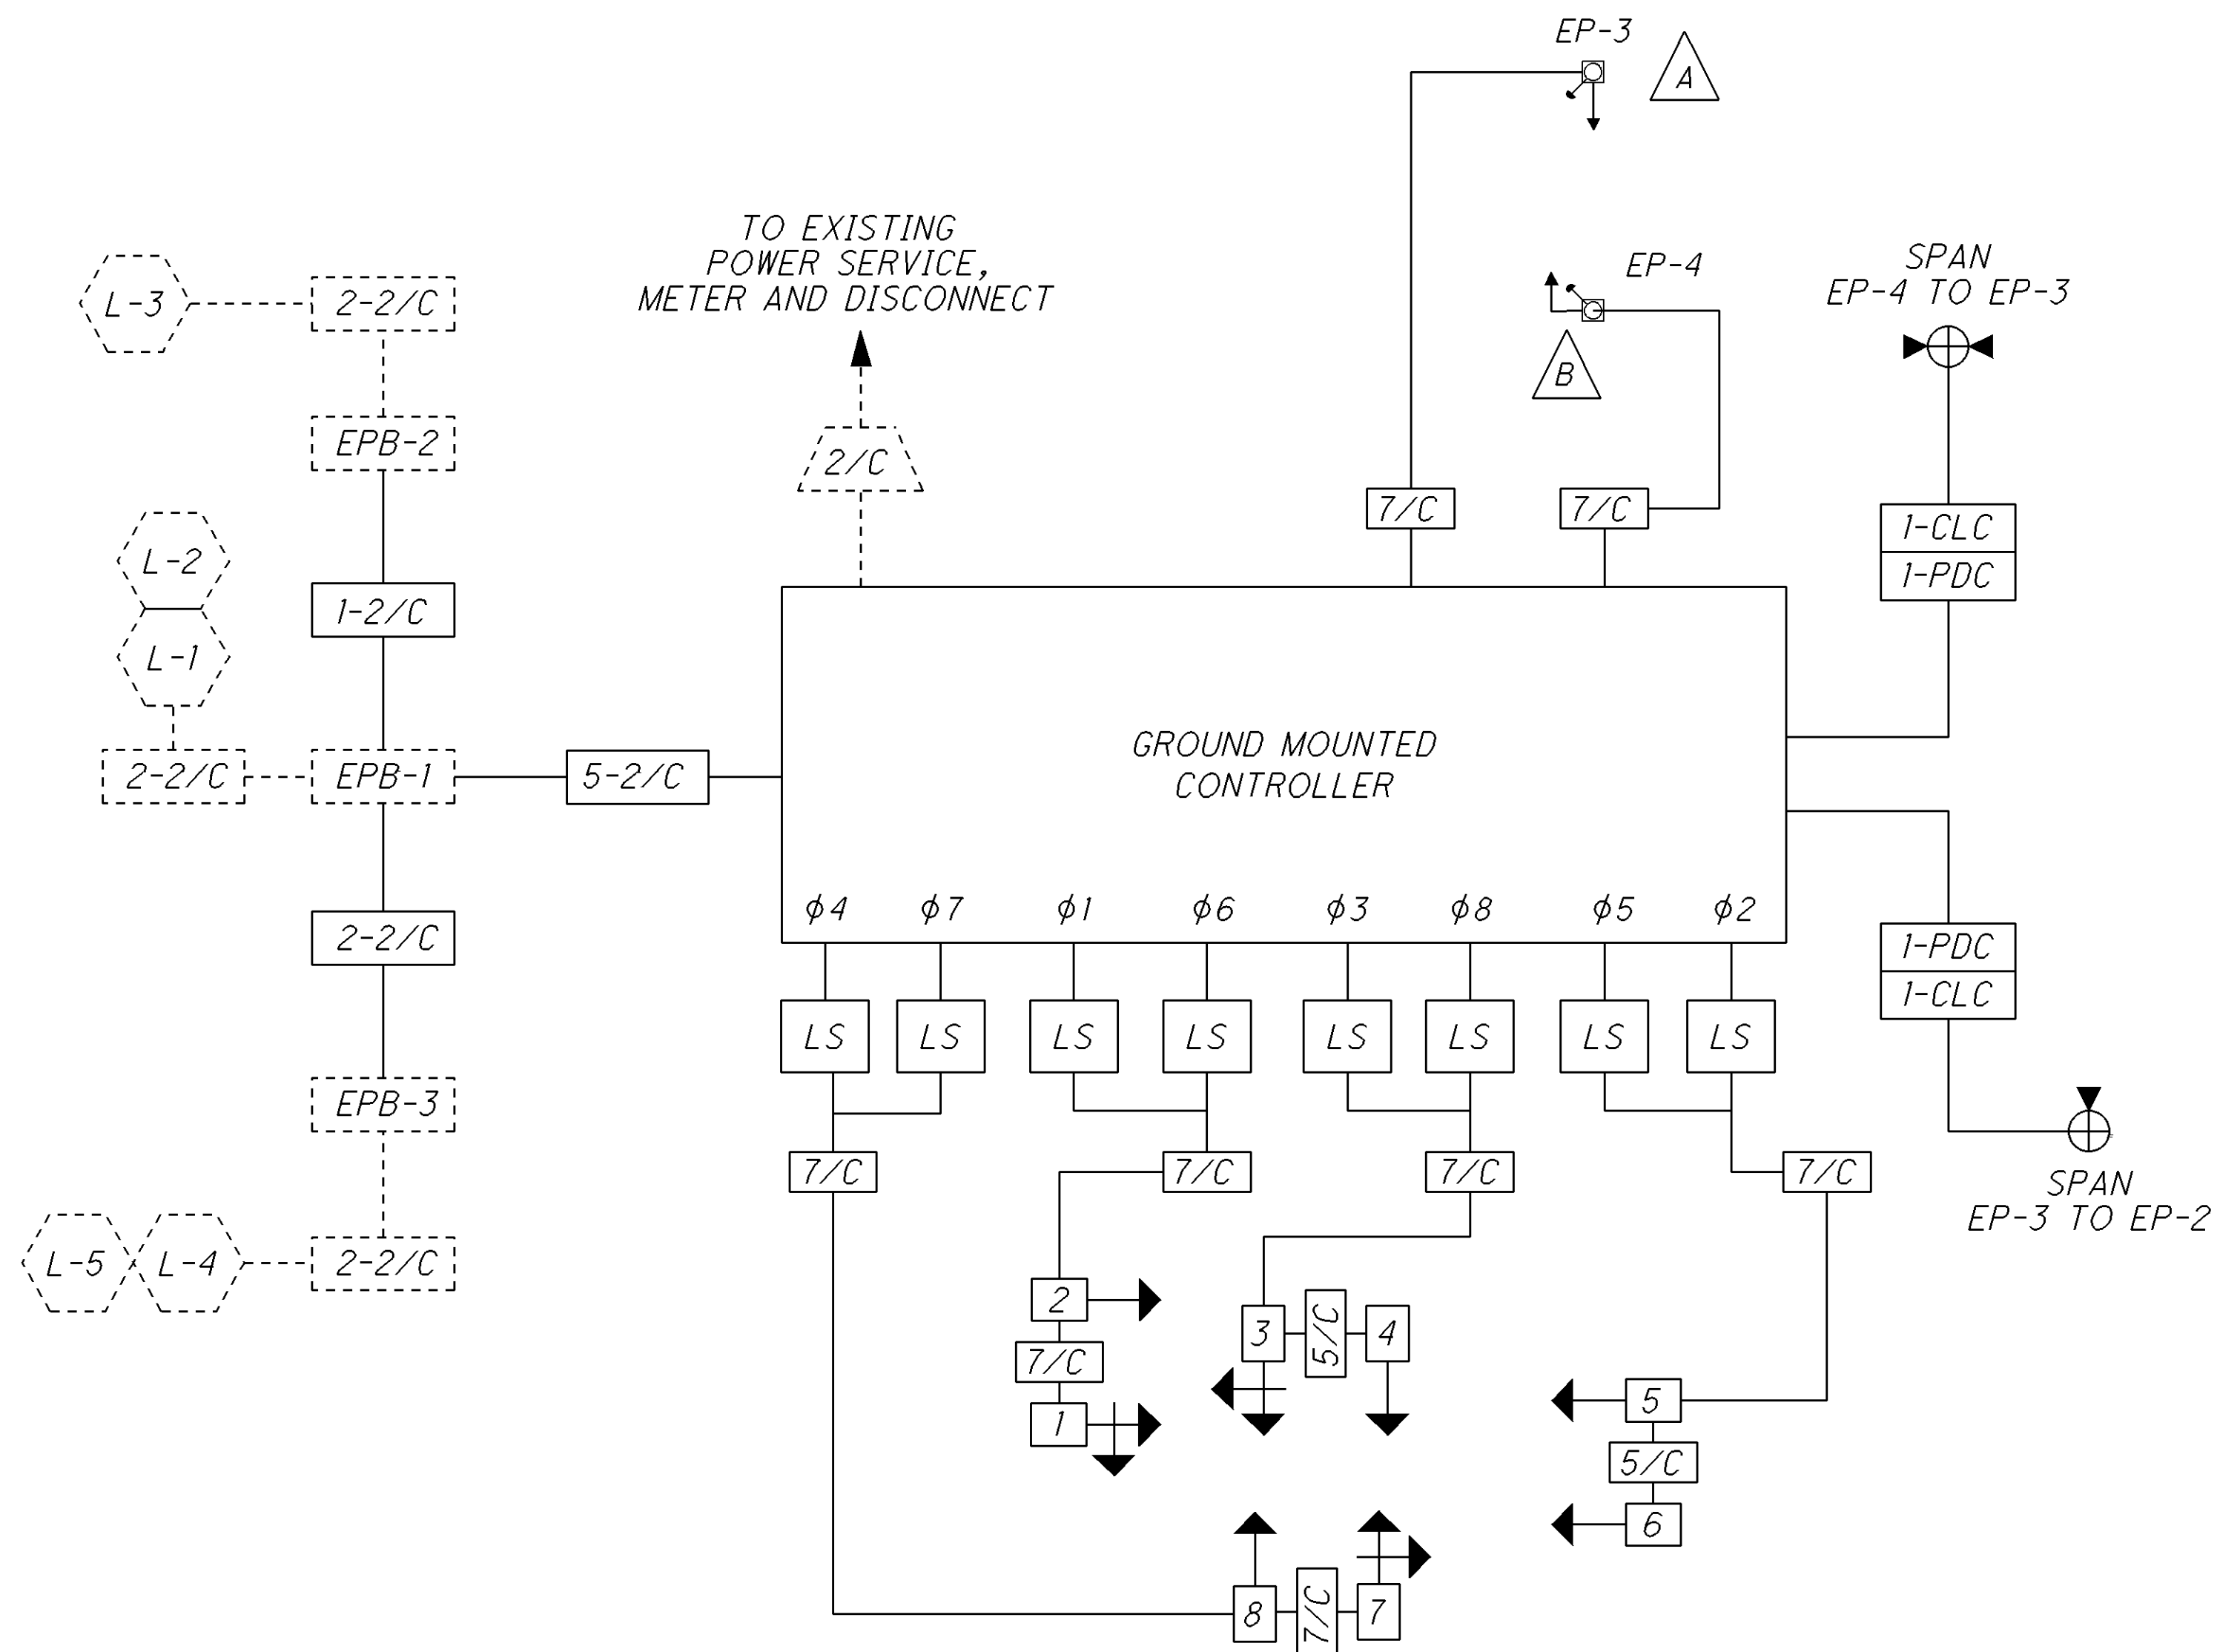 EP-3
A
TO EXISTING
POWER SERVICE,
METER AND DISCONNECT
EP-4
SPAN
EP-4 TO EP-3
L-3
2-2/C
B
EPB-2
2/C
7/C
7/C
1-CLC
1-PDC
L-2
1-2/C
L-1
2-2/C
EPB-1
5-2/C
GROUND MOUNTED
CONTROLLER
ϕ4
ϕ7
ϕ1
ϕ6
ϕ3
ϕ8
ϕ5
ϕ2
2-2/C
1-PDC
1-CLC
LS
LS
LS
LS
LS
LS
LS
LS
EPB-3
7/C
7/C
7/C
7/C
SPAN
EP-3 TO EP-2
L-5
L-4
2-2/C
2
3
5/C
4
7/C
1
5
5/C
6
8
7/C
7